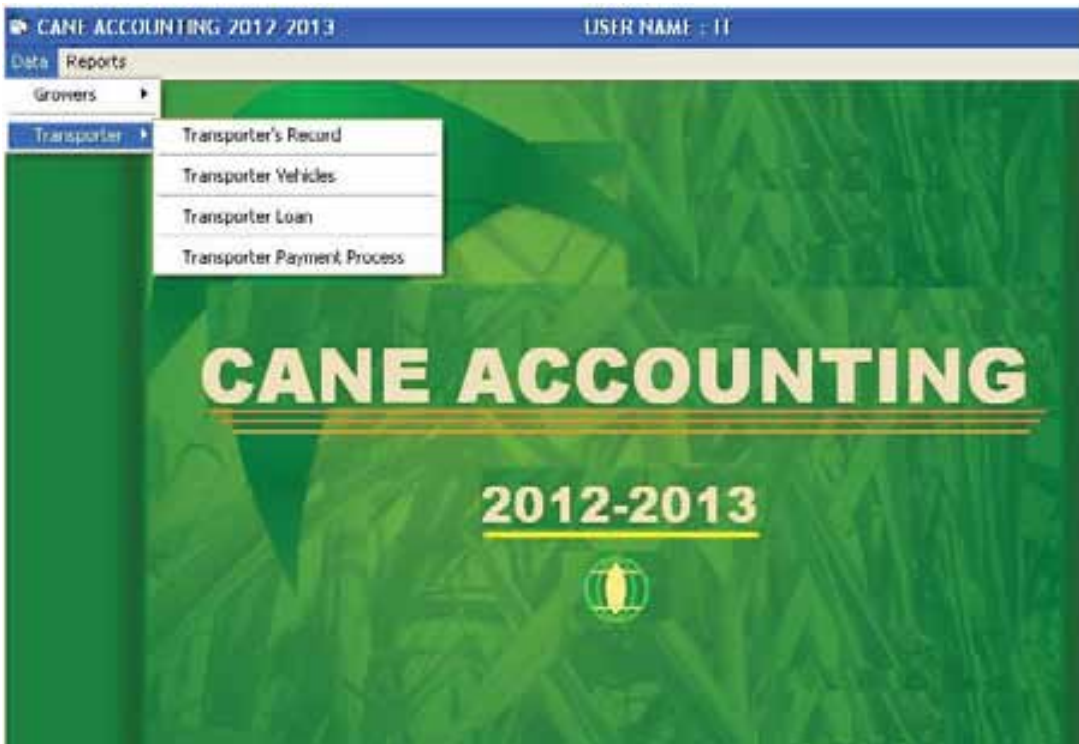 CANE ACCOUNTING 2012-2013 USER NAME : IT
Data Reports
Growers
Transporter
Transporter's Record
Transporter Vehicles
Transporter Loan
Transporter Payment Process
CANE ACCOUNTING
2012-2013